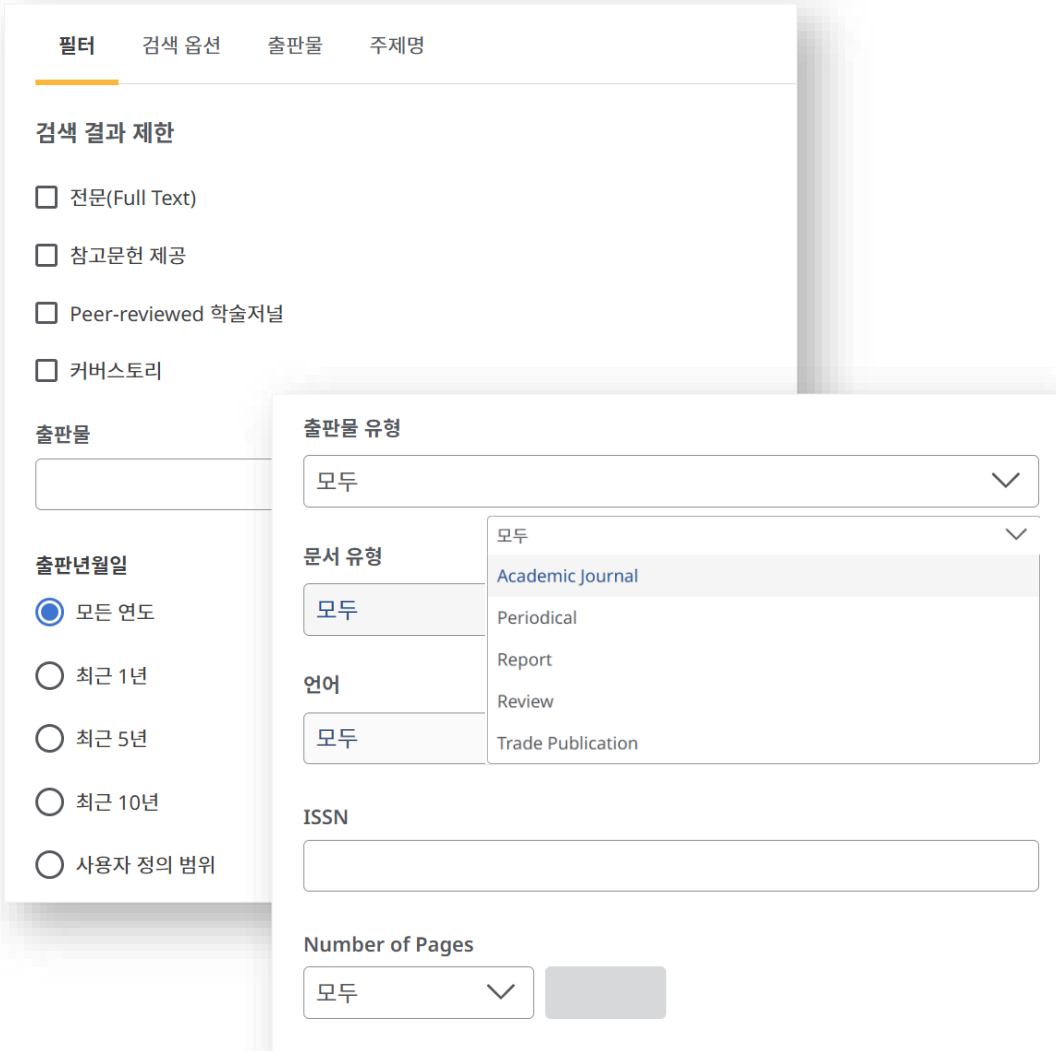 필터 검색 옵션 출판물 주제명
검색 결과 제한
전문(Full Text)
참고문헌 제공
Peer-reviewed 학술저널
커버스토리
출판물
출판년월일
모든 연도
최근 1년
최근 5년
최근 10년
사용자 정의 범위
출판물 유형
모두
모두
Academic Journal
Periodical
Report
Review
Trade Publication
문서 유형
모두
언어
모두
ISSN
Number of Pages
모두